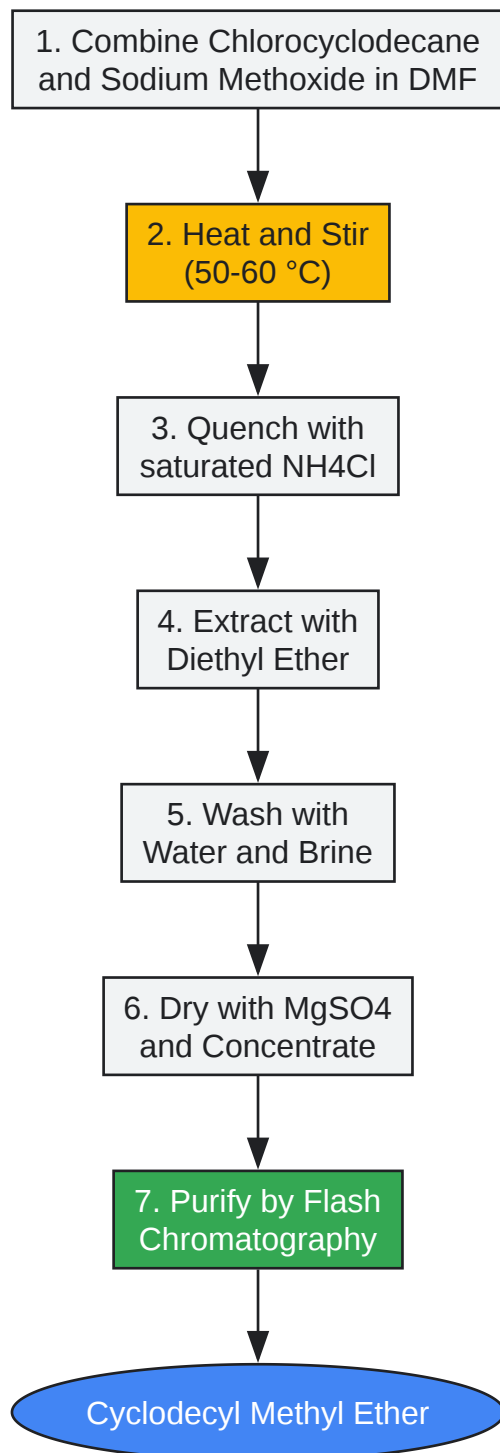 1. Combine Chlorocyclodecane
and Sodium Methoxide in DMF
2. Heat and Stir
(50-60 °C)
3. Quench with
saturated NH4Cl
4. Extract with
Diethyl Ether
5. Wash with
Water and Brine
6. Dry with MgSO4
and Concentrate
7. Purify by Flash
Chromatography
Cyclodecyl Methyl Ether